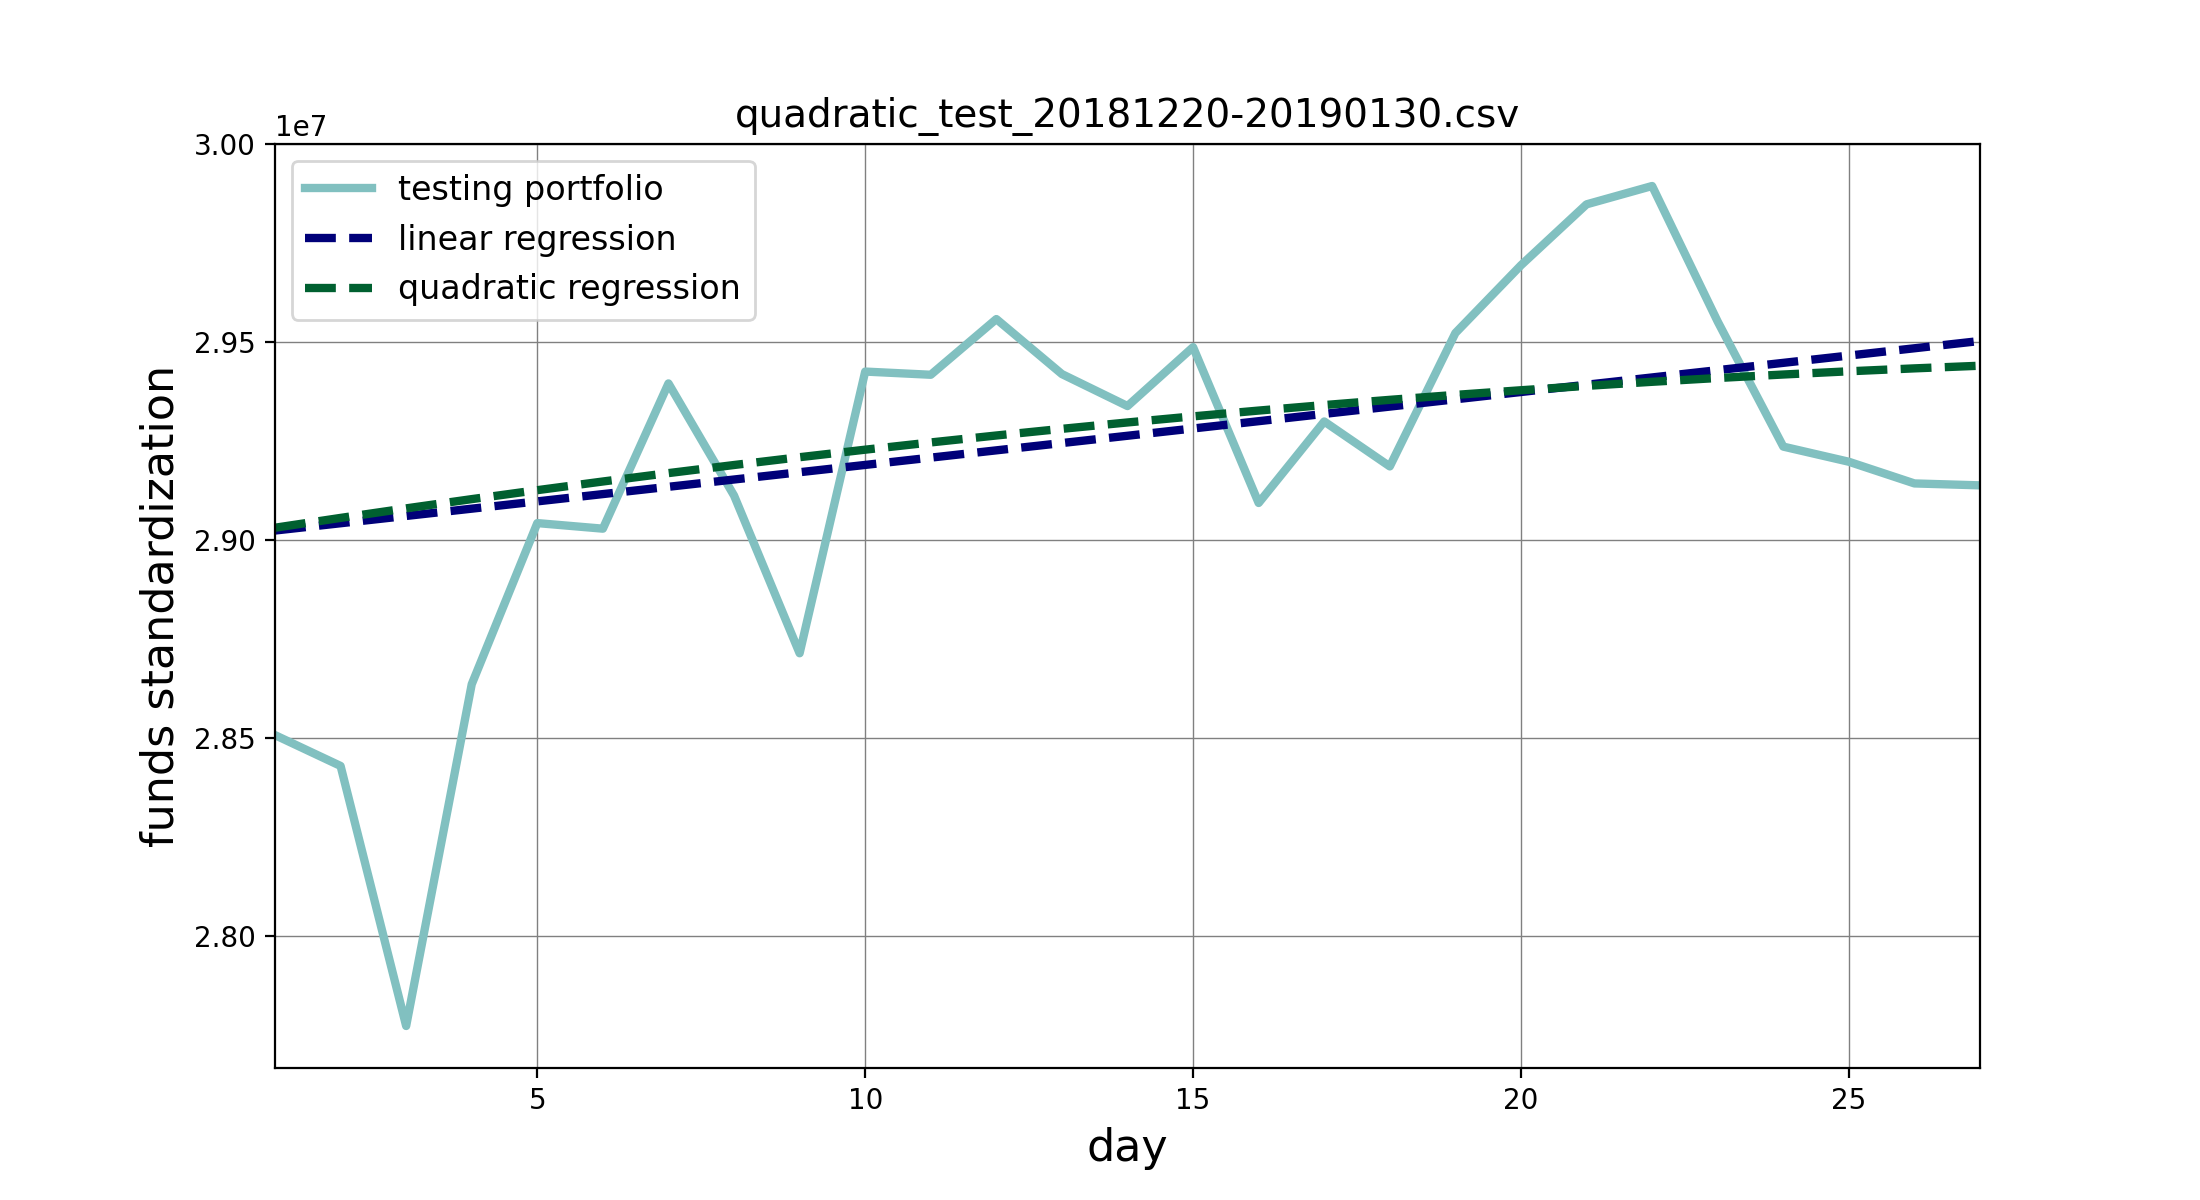 quadratic_test_20181220-20190130.csv
1e7
3.00
2.95
2.90
2.85
2.80
funds standardization
testing portfolio
linear regression
quadratic regression
5 10 15 20 25
day